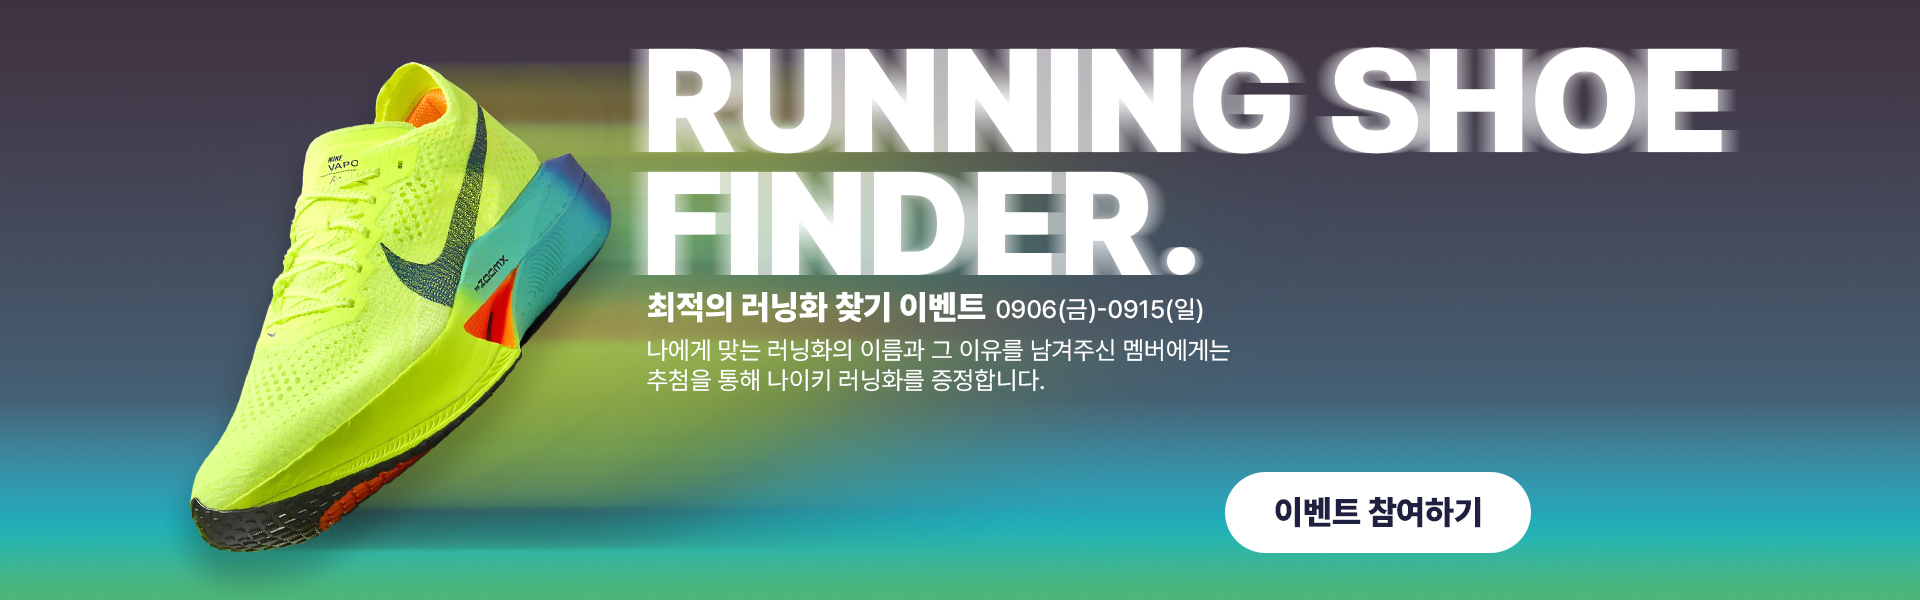 RUNNING SHOE
FINDER.
최적의 러닝화 찾기 이벤트 0906(금)-0915(일)
나에게 맞는 러닝화의 이름과 그 이유를 남겨주신 멤버에게는
추첨을 통해 나이키 러닝화를 증정합니다.
이벤트 참여하기
NIKE
VAPO
ZOOMX